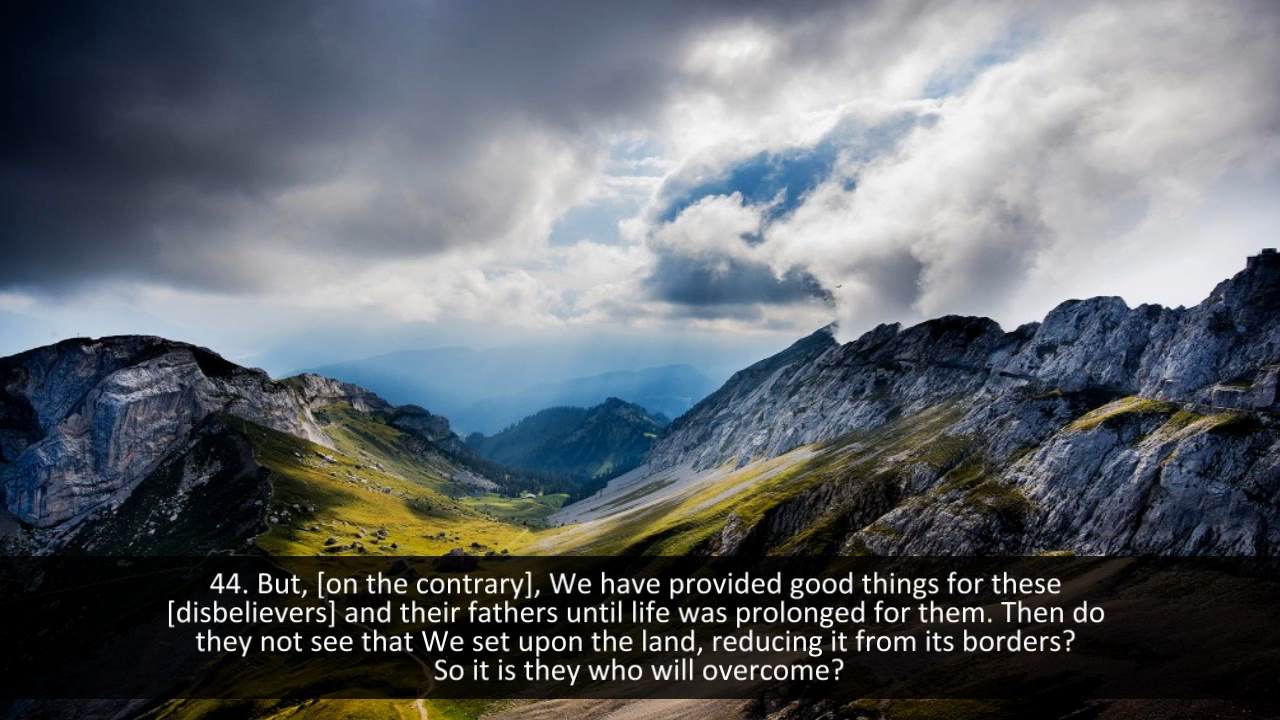 44. But, [on the contrary], We have provided good things for these
[disbelievers] and their fathers until life was prolonged for them. Then do
they not see that We set upon the land, reducing it from its borders?
So it is they who will overcome?